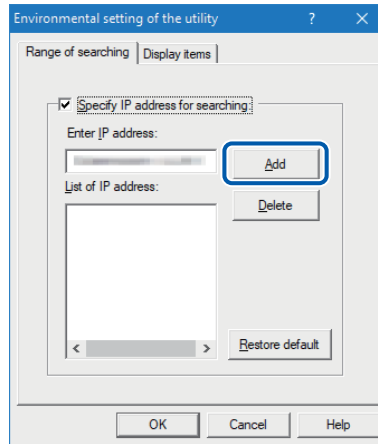 Environmental setting of the utility ? ×
Range of searching Display items
Specify IP address for searching:
Enter IP address:
Add
List of IP address:
Delete
< >
Restore default
OK Cancel Help